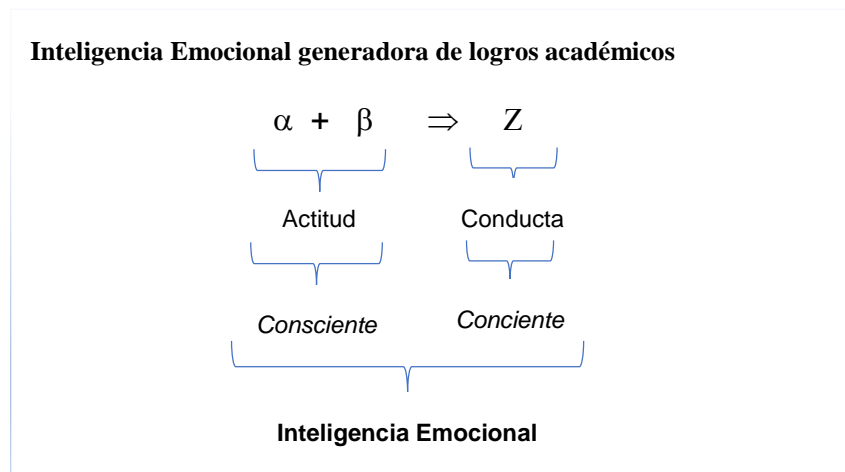 Inteligencia Emocional generadora de logros académicos
α + β ⇒ Z
Actitud Conducta
Consciente Conciente
Inteligencia Emocional